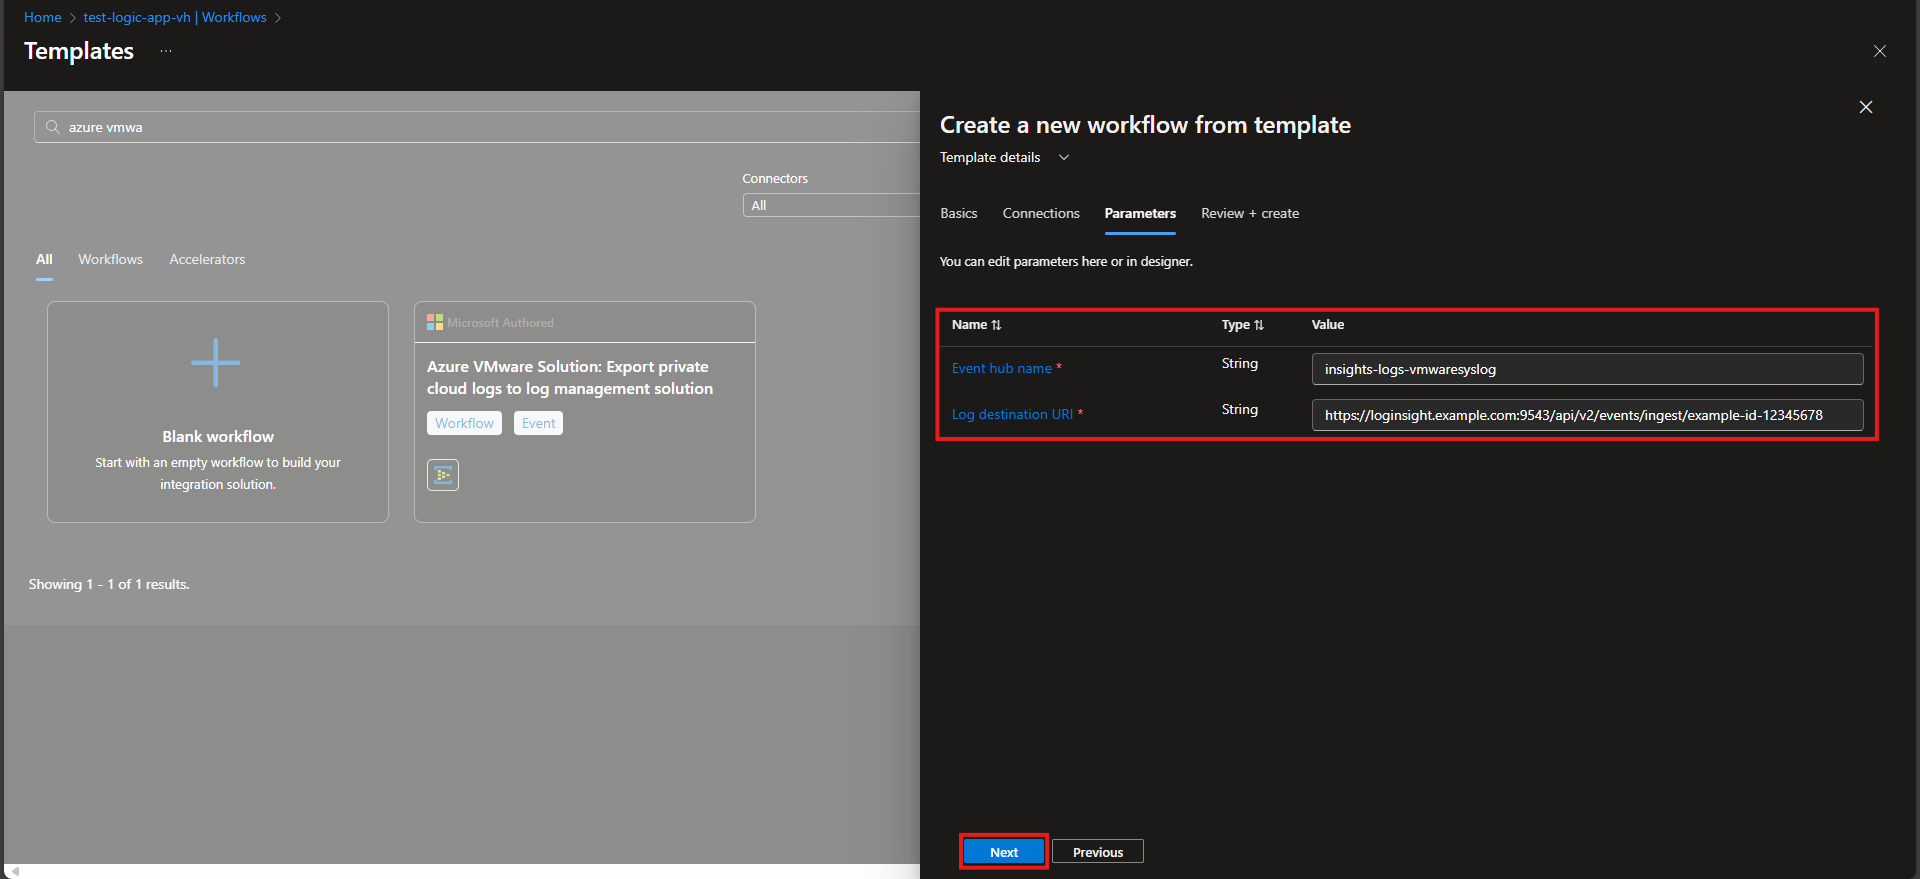 Home > test-logic-app-vh | Workflows >
Templates ...
azure vmwa
Connectors
All
All Workflows Accelerators
Blank workflow
Start with an empty workflow to build your
integration solution.
Microsoft Authored
Azure VMware Solution: Export private
cloud logs to log management solution
Workflow Event
Showing 1 - 1 of 1 results.
Create a new workflow from template
Template details
Basics Connections Parameters Review + create
You can edit parameters here or in designer.
Name Type Value
Event hub name * String insights-logs-vmwaresyslog
Log destination URI * String https://loginsight.example.com:9543/api/v2/events/ingest/example-id-12345678
Next Previous